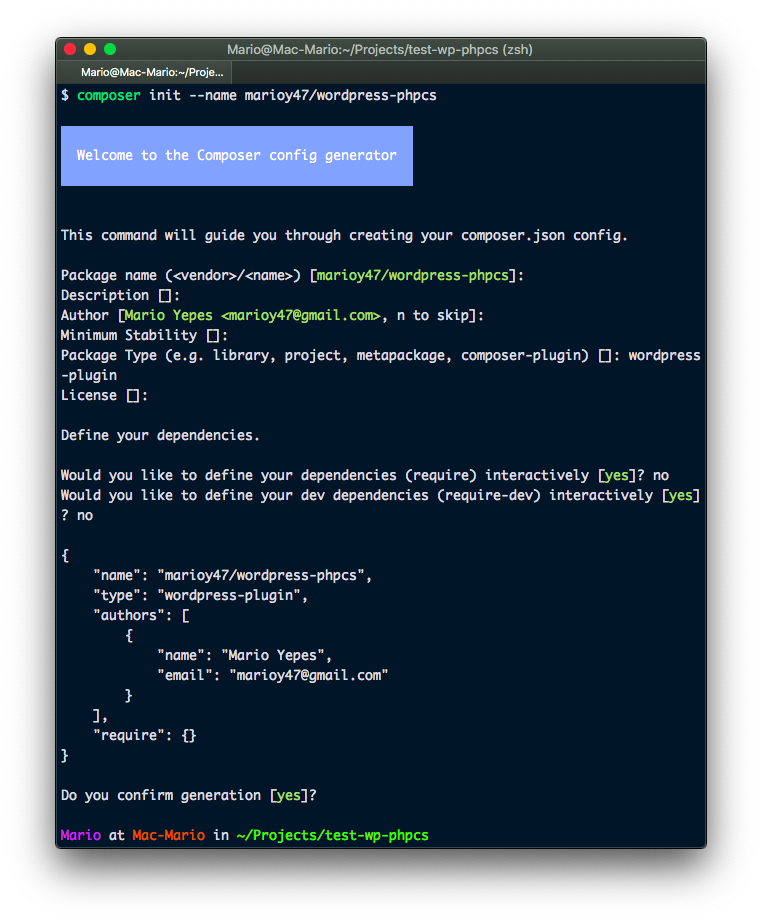 Mario@Mac-Mario:~/Projects/test-wp-phpcs (zsh)
Mario@Mac-Mario:~/Proje...
$ composer init --name marioy47/wordpress-phpcs
Welcome to the Composer config generator
This command will guide you through creating your composer.json config.
Package name (<vendor>/<name>) [marioy47/wordpress-phpcs]:
Description []:
Author [Mario Yepes <marioy47@gmail.com>, n to skip]:
Minimum Stability []:
Package Type (e.g. library, project, metapackage, composer-plugin) []: wordpress
-plugin
License []:
Define your dependencies.
Would you like to define your dependencies (require) interactively [yes]? no
Would you like to define your dev dependencies (require-dev) interactively [yes]
? no
{
    "name": "marioy47/wordpress-phpcs",
    "type": "wordpress-plugin",
    "authors": [
        {
            "name": "Mario Yepes",
            "email": "marioy47@gmail.com"
        }
    ],
    "require": {}
}
Do you confirm generation [yes]?
Mario at Mac-Mario in ~/Projects/test-wp-phpcs